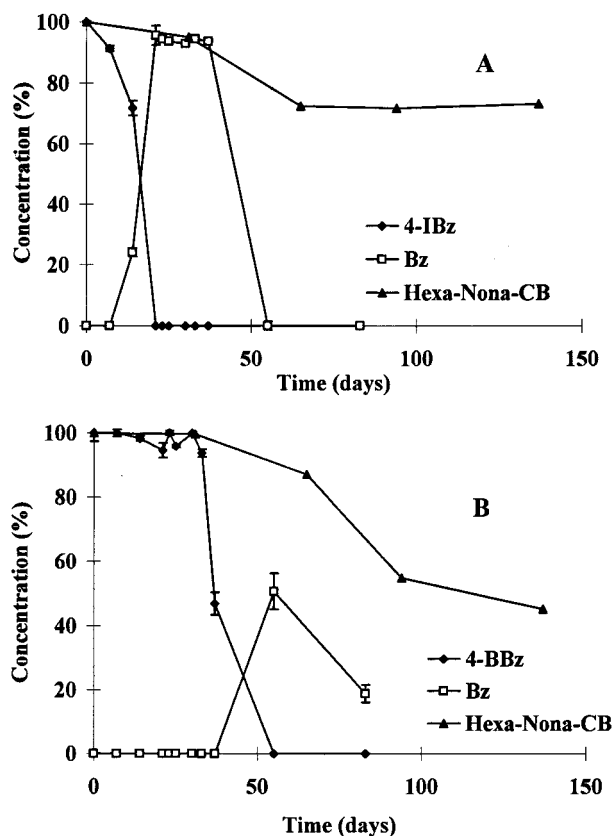 A
Concentration (%)
100
80
60
40
20
0
4-IBz
Bz
Hexa-Nona-CB
0 50 100 150
Time (days)
B
Concentration (%)
100
80
60
40
20
0
4-BBz
Bz
Hexa-Nona-CB
0 50 100 150
Time (days)